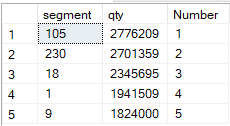 segment qty Number
1 105 2776209 1
2 230 2701359 2
3 18 2345695 3
4 1 1941509 4
5 9 1824000 5